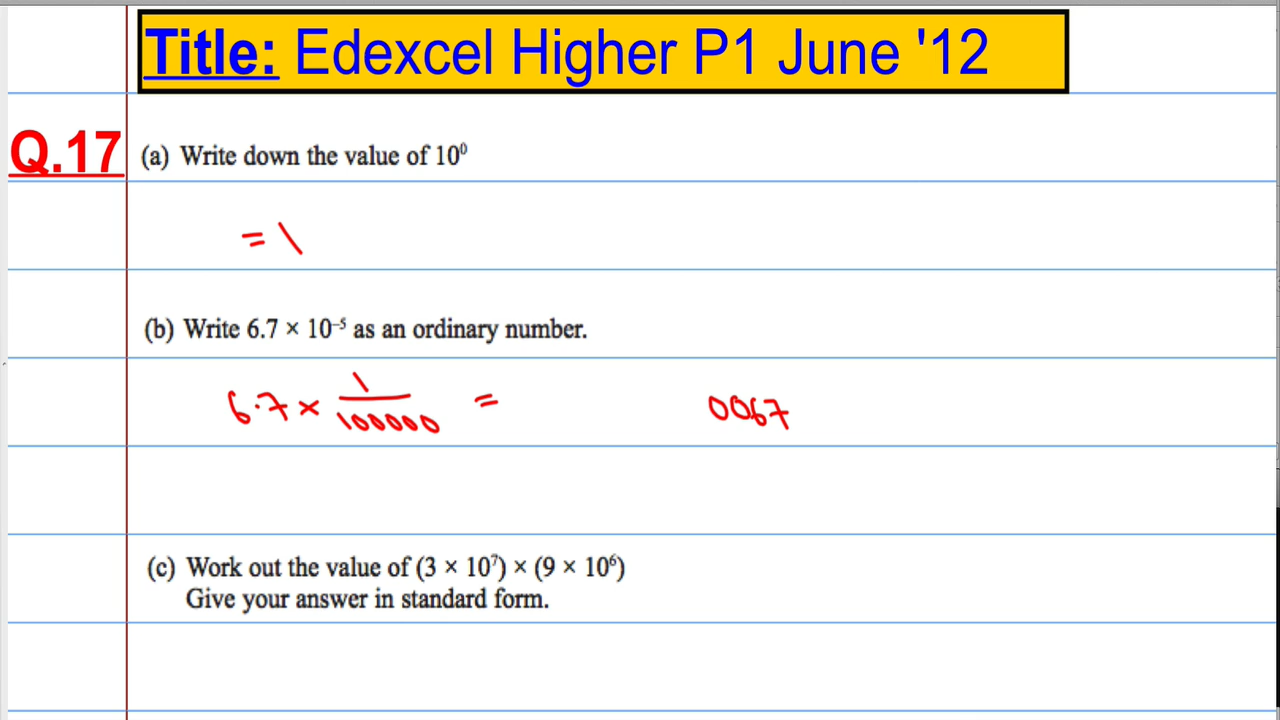 Title: Edexcel Higher P1 June '12
Q.17 (a) Write down the value of 10⁰
= 1
(b) Write 6.7 × 10⁻⁵ as an ordinary number.
6.7 × 1/100000 = 0067
(c) Work out the value of (3 × 10⁷) × (9 × 10⁶)
Give your answer in standard form.